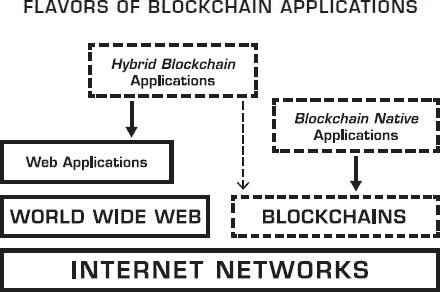 FLAVORS OF BLOCKCHAIN APPLICATIONS
Hybrid Blockchain
Applications
Blockchain Native
Applications
Web Applications
WORLD WIDE WEB
BLOCKCHAINS
INTERNET NETWORKS